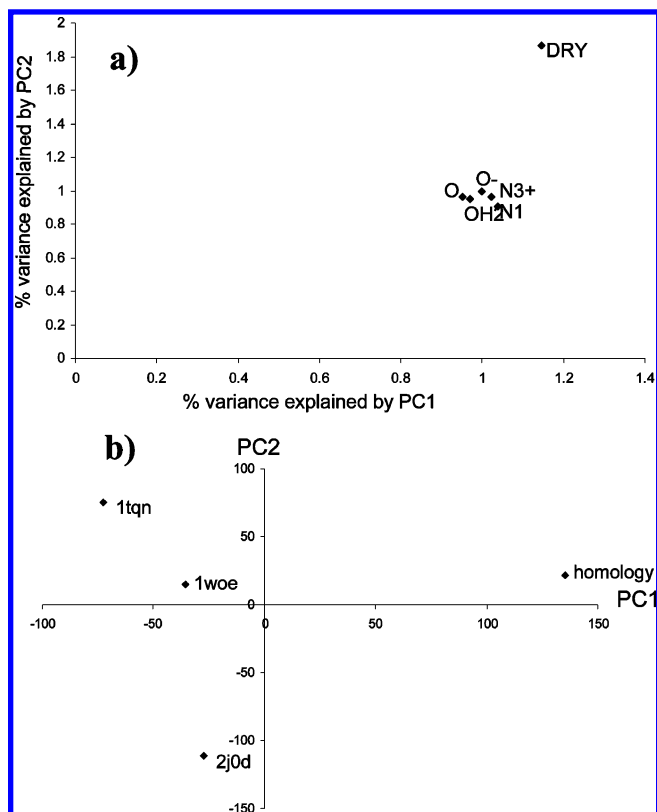 a)
% variance explained by PC2
2
1.8
1.6
1.4
1.2
1
0.8
0.6
0.4
0.2
0
DRY
O-
O
N3+
OH2
N1
0 0.2 0.4 0.6 0.8 1 1.2 1.4
% variance explained by PC1
b)
PC2
100
1tqn
50
homology
1woe
0
PC1
-100 -50 0 50 100 150
-50
-100
2j0d
-150